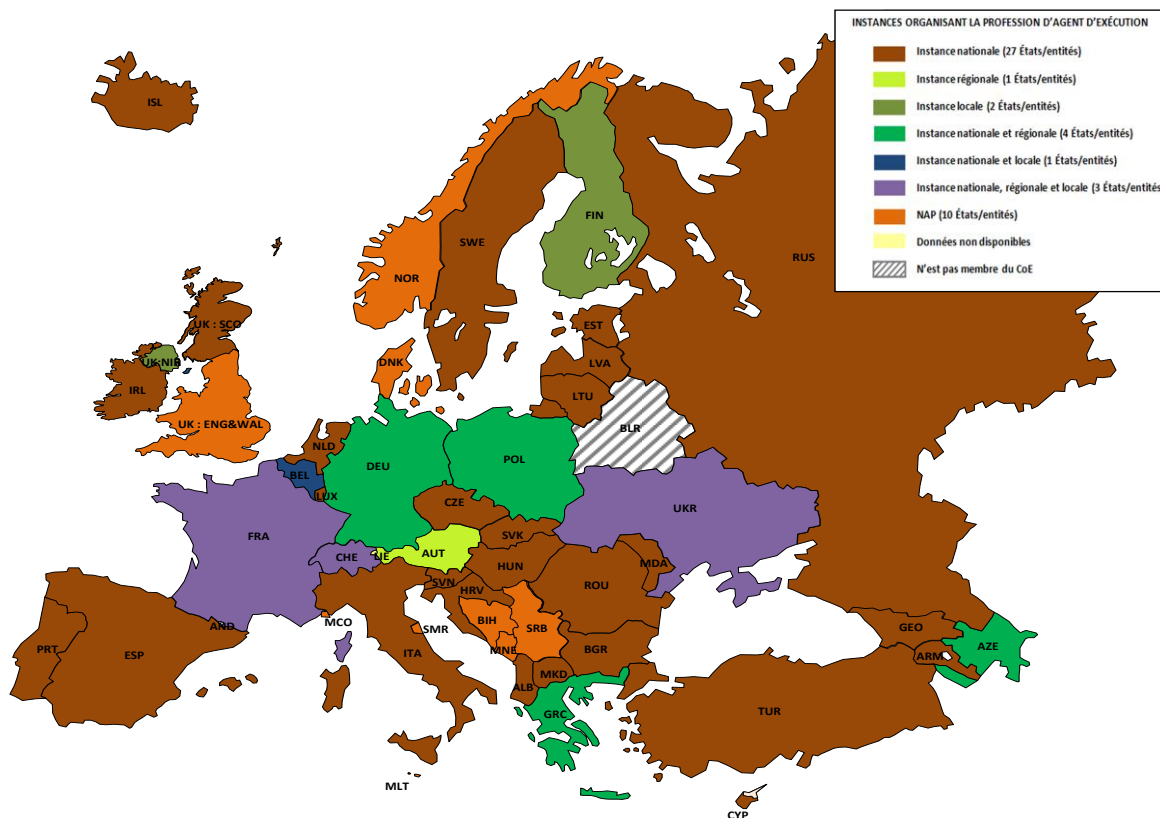 INSTANCES ORGANISANT LA PROFESSION D'AGENT D'EXÉCUTION
Instance nationale (27 États/entités)
Instance régionale (1 États/entités)
Instance locale (2 États/entités)
Instance nationale et régionale (4 États/entités)
Instance nationale et locale (1 États/entités)
Instance nationale, régionale et locale (3 États/entités
NAP (10 États/entités)
Données non disponibles
N'est pas membre du CoE
ISL
RUS
FIN
SWE
NOR
UK : SCO
EST
UK:NIR
DNK
LVA
IRL
LTU
UK : ENG&WAL
BLR
NLD
DEU
POL
BEL
LUX
CZE
UKR
FRA
SVK
CHE
LIE
AUT
HUN
MDA
SVN
ROU
HRV
MCO
BIH
AND
SMR
SRB
GEO
PRT
ESP
ITA
MNE
BGR
ARM
AZE
MKD
ALB
GRC
TUR
MLT
CYP